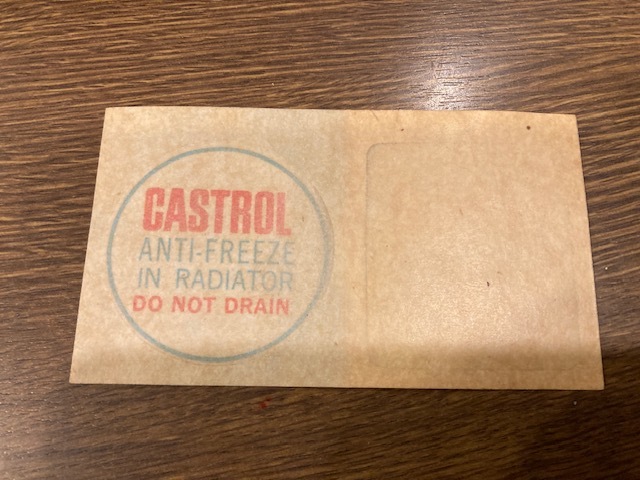 CASTROL
ANTI-FREEZE
IN RADIATOR
DO NOT DRAIN